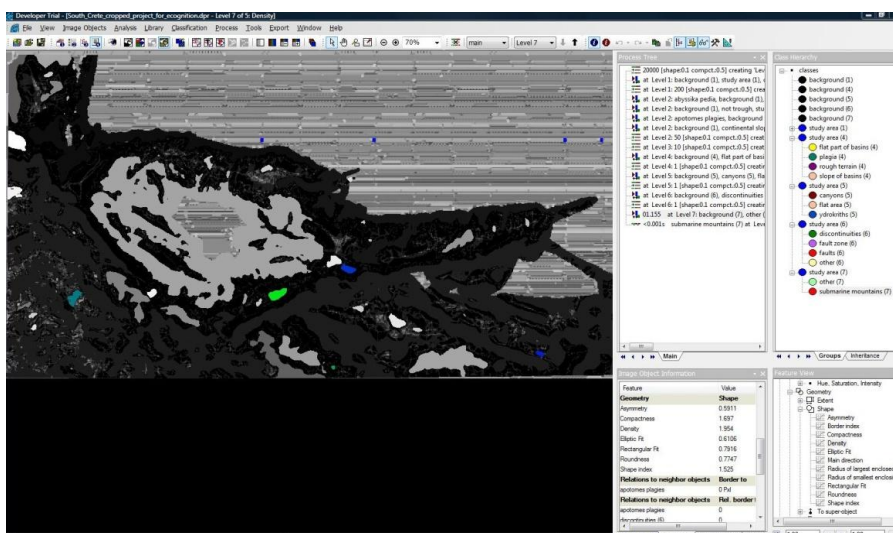 Developer Trial - [South_Crete_cropped_project_for_ecognition.dpr - Level 7 of 5: Density]
File View Image Objects Analysis Library Classification Process Tools Export Window Help
70% main Level 7
Process Tree
20000 [shape:0.1 compct.:0.5] creating 'Lev
at Level 1: background (1), study area (1),
at Level 1: 200 [shape:0.1 compct.:0.5] crea
at Level 2: abyssika pedia, background (1),
at Level 2: background (1), not trough, stu
at Level 2: apotomes plagies, background
at Level 2: background (1), continental slo
at Level 2: 50 [shape:0.1 compct.:0.5] creat
at Level 3: 10 [shape:0.1 compct.:0.5] creat
at Level 4: background (4), flat part of basi
at Level 4: 1 [shape:0.1 compct.:0.5] creatin
at Level 5: background (5), canyons (5), fla
at Level 5: 1 [shape:0.1 compct.:0.5] creatin
at Level 6: background (6), discontinuities
at Level 6: 1 [shape:0.1 compct.:0.5] creatin
01.155 at Level 7: background (7), other (
<0.001s submarine mountains (7) at Leve
Main
Class Hierarchy
classes
background (1)
background (4)
background (5)
background (6)
background (7)
study area (1)
study area (4)
flat part of basins (4)
plagia (4)
rough terrain (4)
slope of basins (4)
study area (5)
canyons (5)
flat area (5)
ydrokriths (5)
study area (6)
discontinuities (6)
fault zone (6)
faults (6)
other (6)
study area (7)
other (7)
submarine mountains (7)
Groups Inheritance
Image Object Information
Feature Value
Geometry Shape
Asymmetry 0.5911
Compactness 1.697
Density 1.954
Elliptic Fit 0.6106
Rectangular Fit 0.7916
Roundness 0.7747
Shape index 1.525
Relations to neighbor objects Border to
apotomes plagies 0 Pxl
Relations to neighbor objects Rel. border t
apotomes plagies 0
discontinuities (6) 0
Feature View
Hue, Saturation, Intensity
Geometry
Extent
Shape
Asymmetry
Border index
Compactness
Density
Elliptic Fit
Main direction
Radius of largest enclose
Radius of smallest enclosi
Rectangular Fit
Roundness
Shape index
To super-object